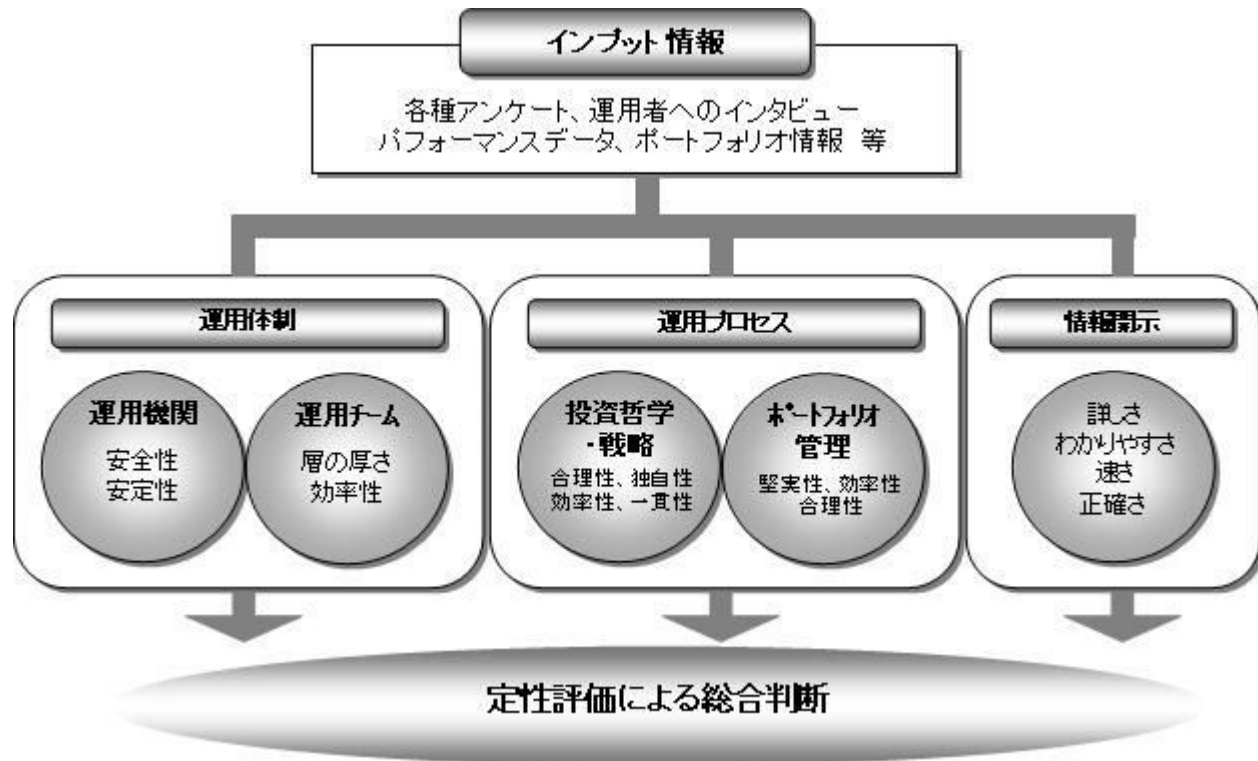 インプット情報
各種アンケート、運用者へのインタビュー
パフォーマンスデータ、ポートフォリオ情報 等
運用体制
運用機関
安全性
安定性
運用チーム
層の厚さ
効率性
運用プロセス
投資哲学
・戦略
合理性、独自性
効率性、一貫性
ポートフォリオ
管理
堅実性、効率性
合理性
情報開示
詳しさ
わかりやすさ
速さ
正確さ
定性評価による総合判断